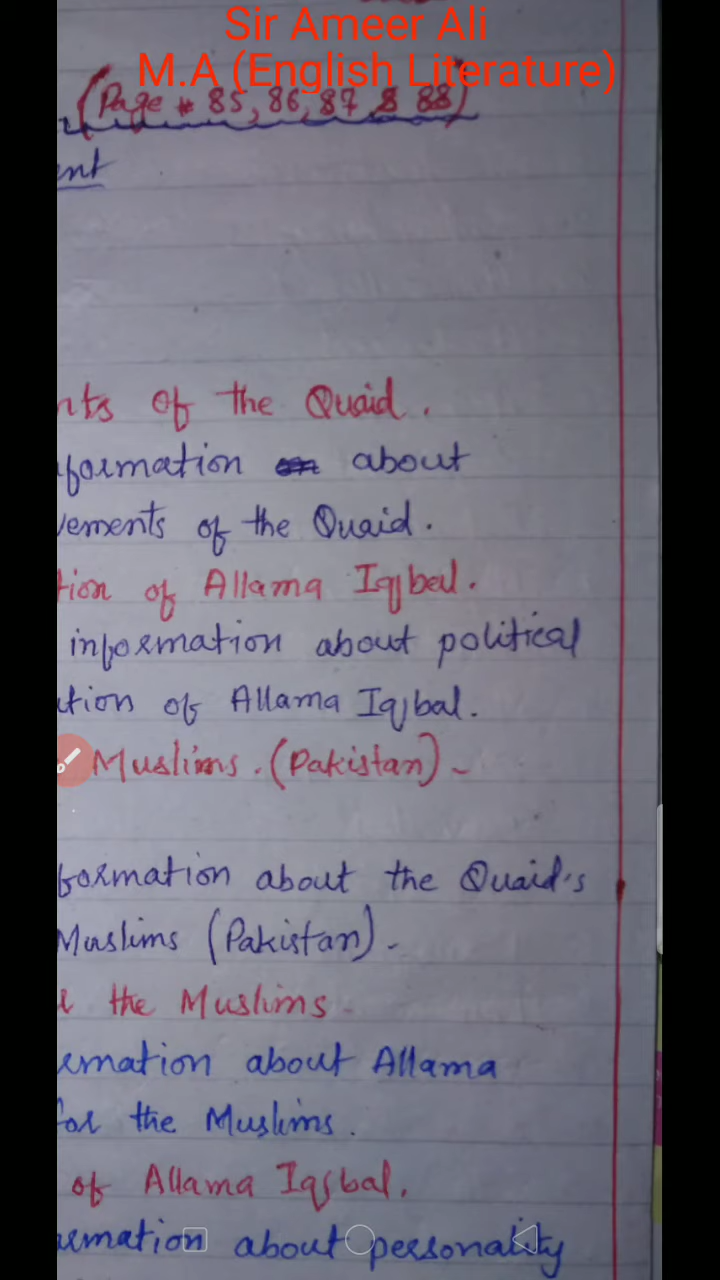 Sir Ameer Ali
M.A (English Literature)
(Page # 85, 86, 87 & 88)
nt
nts of the Quaid.
formation about
vements of the Quaid.
tion of Allama Iqbal.
information about political
tion of Allama Iqbal.
Muslims. (Pakistan)
formation about the Quaid's
Muslims (Pakistan).
the Muslims
rmation about Allama
for the Muslims.
of Allama Iqbal.
rmation about personality